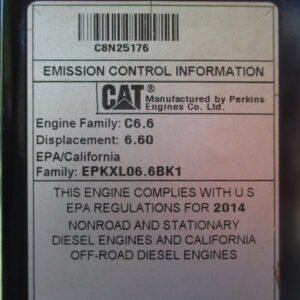 C8N25176
EMISSION CONTROL INFORMATION
CAT® Manufactured by Perkins
Engines Co. Ltd.
Engine Family: C6.6
Displacement: 6.60
EPA/California
Family: EPKXL06.6BK1
THIS ENGINE COMPLIES WITH U.S
EPA REGULATIONS FOR 2014
NONROAD AND STATIONARY
DIESEL ENGINES AND CALIFORNIA
OFF-ROAD DIESEL ENGINES